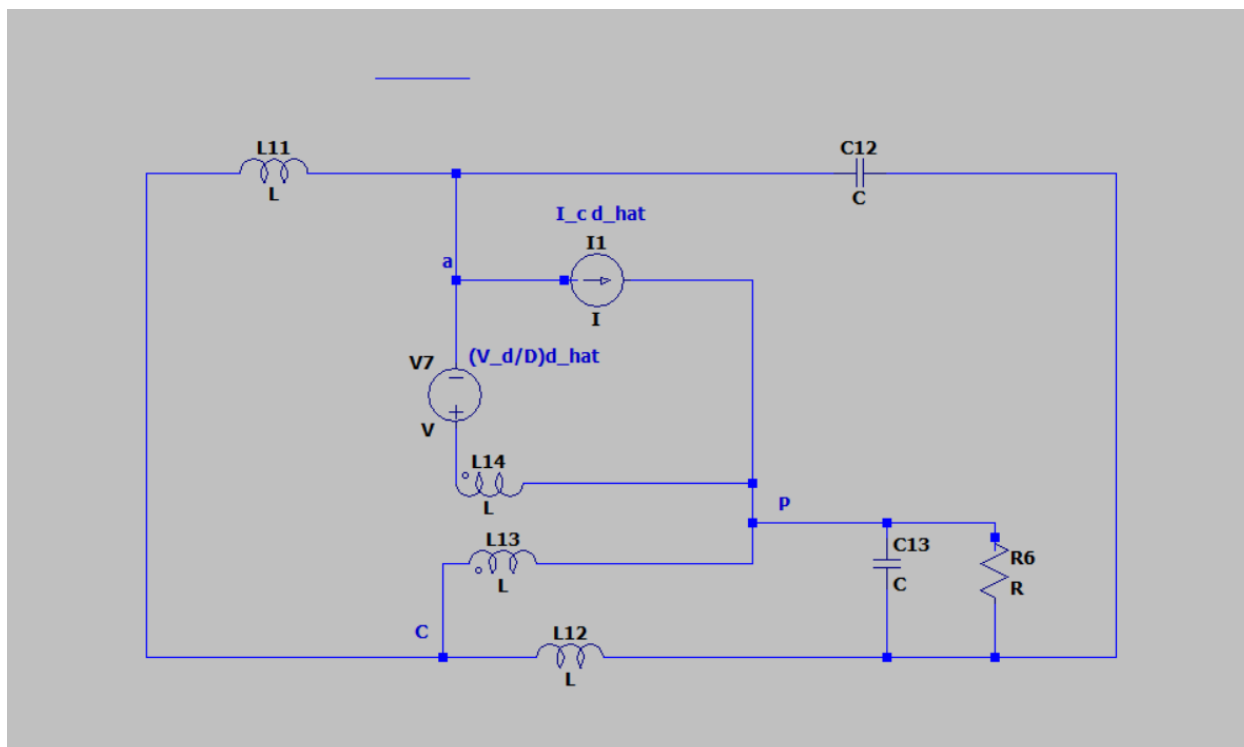 L11
L
C12
C
I_c d_hat
I1
I
a
(V_d/D)d_hat
V7
V
L14
L
p
L13
L
C13
C
R6
R
C
L12
L